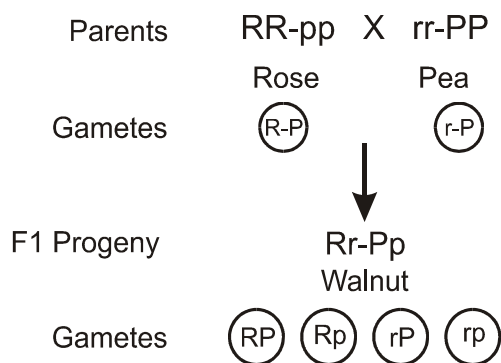 Parents RR-pp X rr-PP
Rose Pea
Gametes R-P r-P
F1 Progeny Rr-Pp
Walnut
Gametes RP Rp rP rp